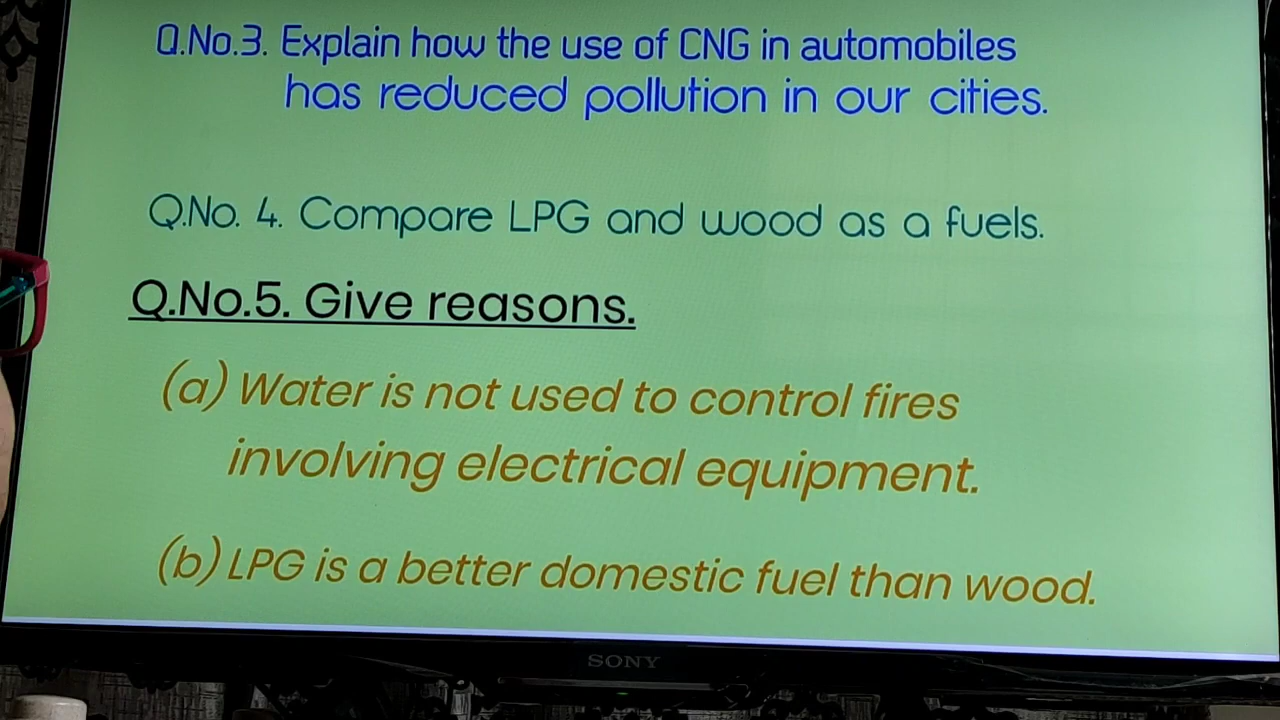 Q.No.3. Explain how the use of CNG in automobiles
has reduced pollution in our cities.
Q.No. 4. Compare LPG and wood as a fuels.
Q.No.5. Give reasons.
(a) Water is not used to control fires
involving electrical equipment.
(b) LPG is a better domestic fuel than wood.
SONY